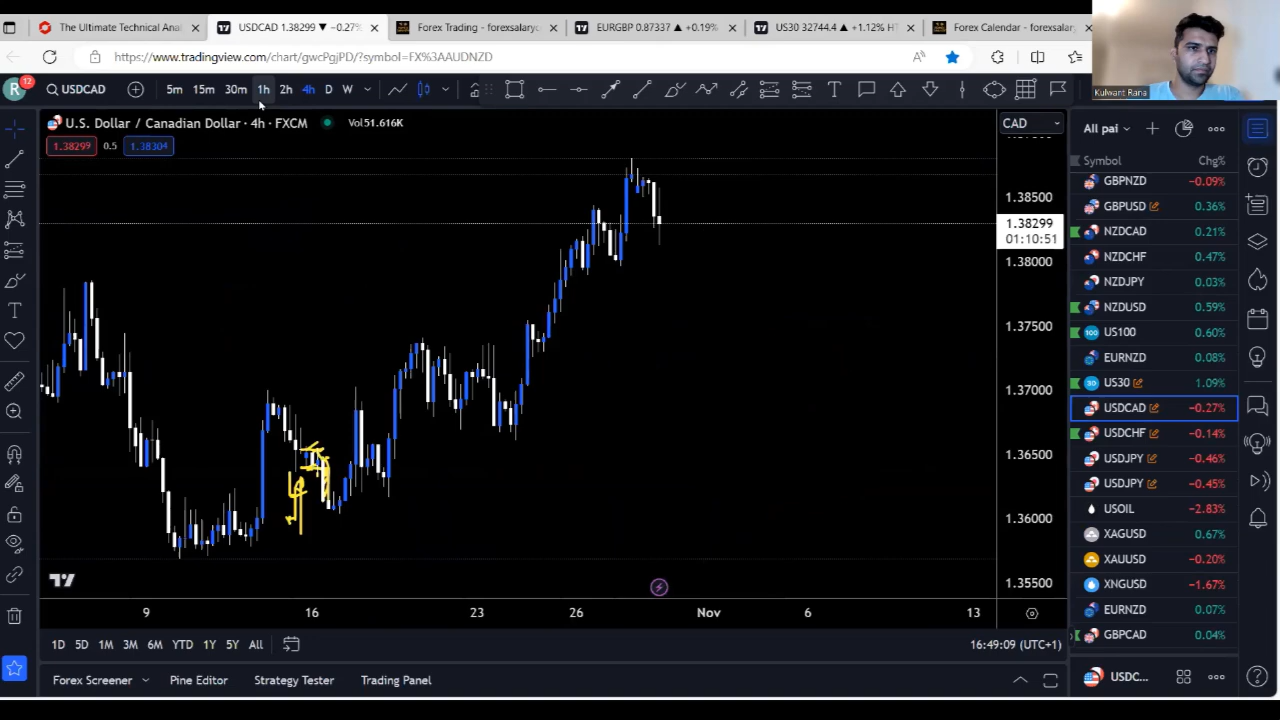 The Ultimate Technical Anal
USDCAD 1.38299 ▼ −0.27%
Forex Trading - forexsalary.c
EURGBP 0.87337 ▲ +0.19%
US30 32744.4 ▲ +1.12% HT
Forex Calendar - forexsalary
https://www.tradingview.com/chart/gwcPgjPD/?symbol=FX%3AAUDNZD
Kulwant Rana
R 12 USDCAD 5m 15m 30m 1h 2h 4h D W
U.S. Dollar / Canadian Dollar · 4h · FXCM Vol51.616K
1.38299 0.5 1.38304
CAD
1.38500
1.38299
01:10:51
1.38000
1.37500
1.37000
1.36500
1.36000
1.35500
9 16 23 26 Nov 6 13
1D 5D 1M 3M 6M YTD 1Y 5Y All
16:49:09 (UTC+1)
Forex Screener Pine Editor Strategy Tester Trading Panel
All pai
Symbol Chg%
GBPNZD −0.09%
GBPUSD 0.36%
NZDCAD 0.21%
NZDCHF 0.47%
NZDJPY 0.03%
NZDUSD 0.59%
100 US100 0.60%
EURNZD 0.08%
30 US30 1.09%
USDCAD −0.27%
USDCHF −0.14%
USDJPY −0.46%
USDJPY −0.45%
USOIL −2.83%
XAGUSD 0.67%
XAUUSD −0.20%
XNGUSD −1.67%
EURNZD 0.07%
GBPCAD 0.04%
USDC...